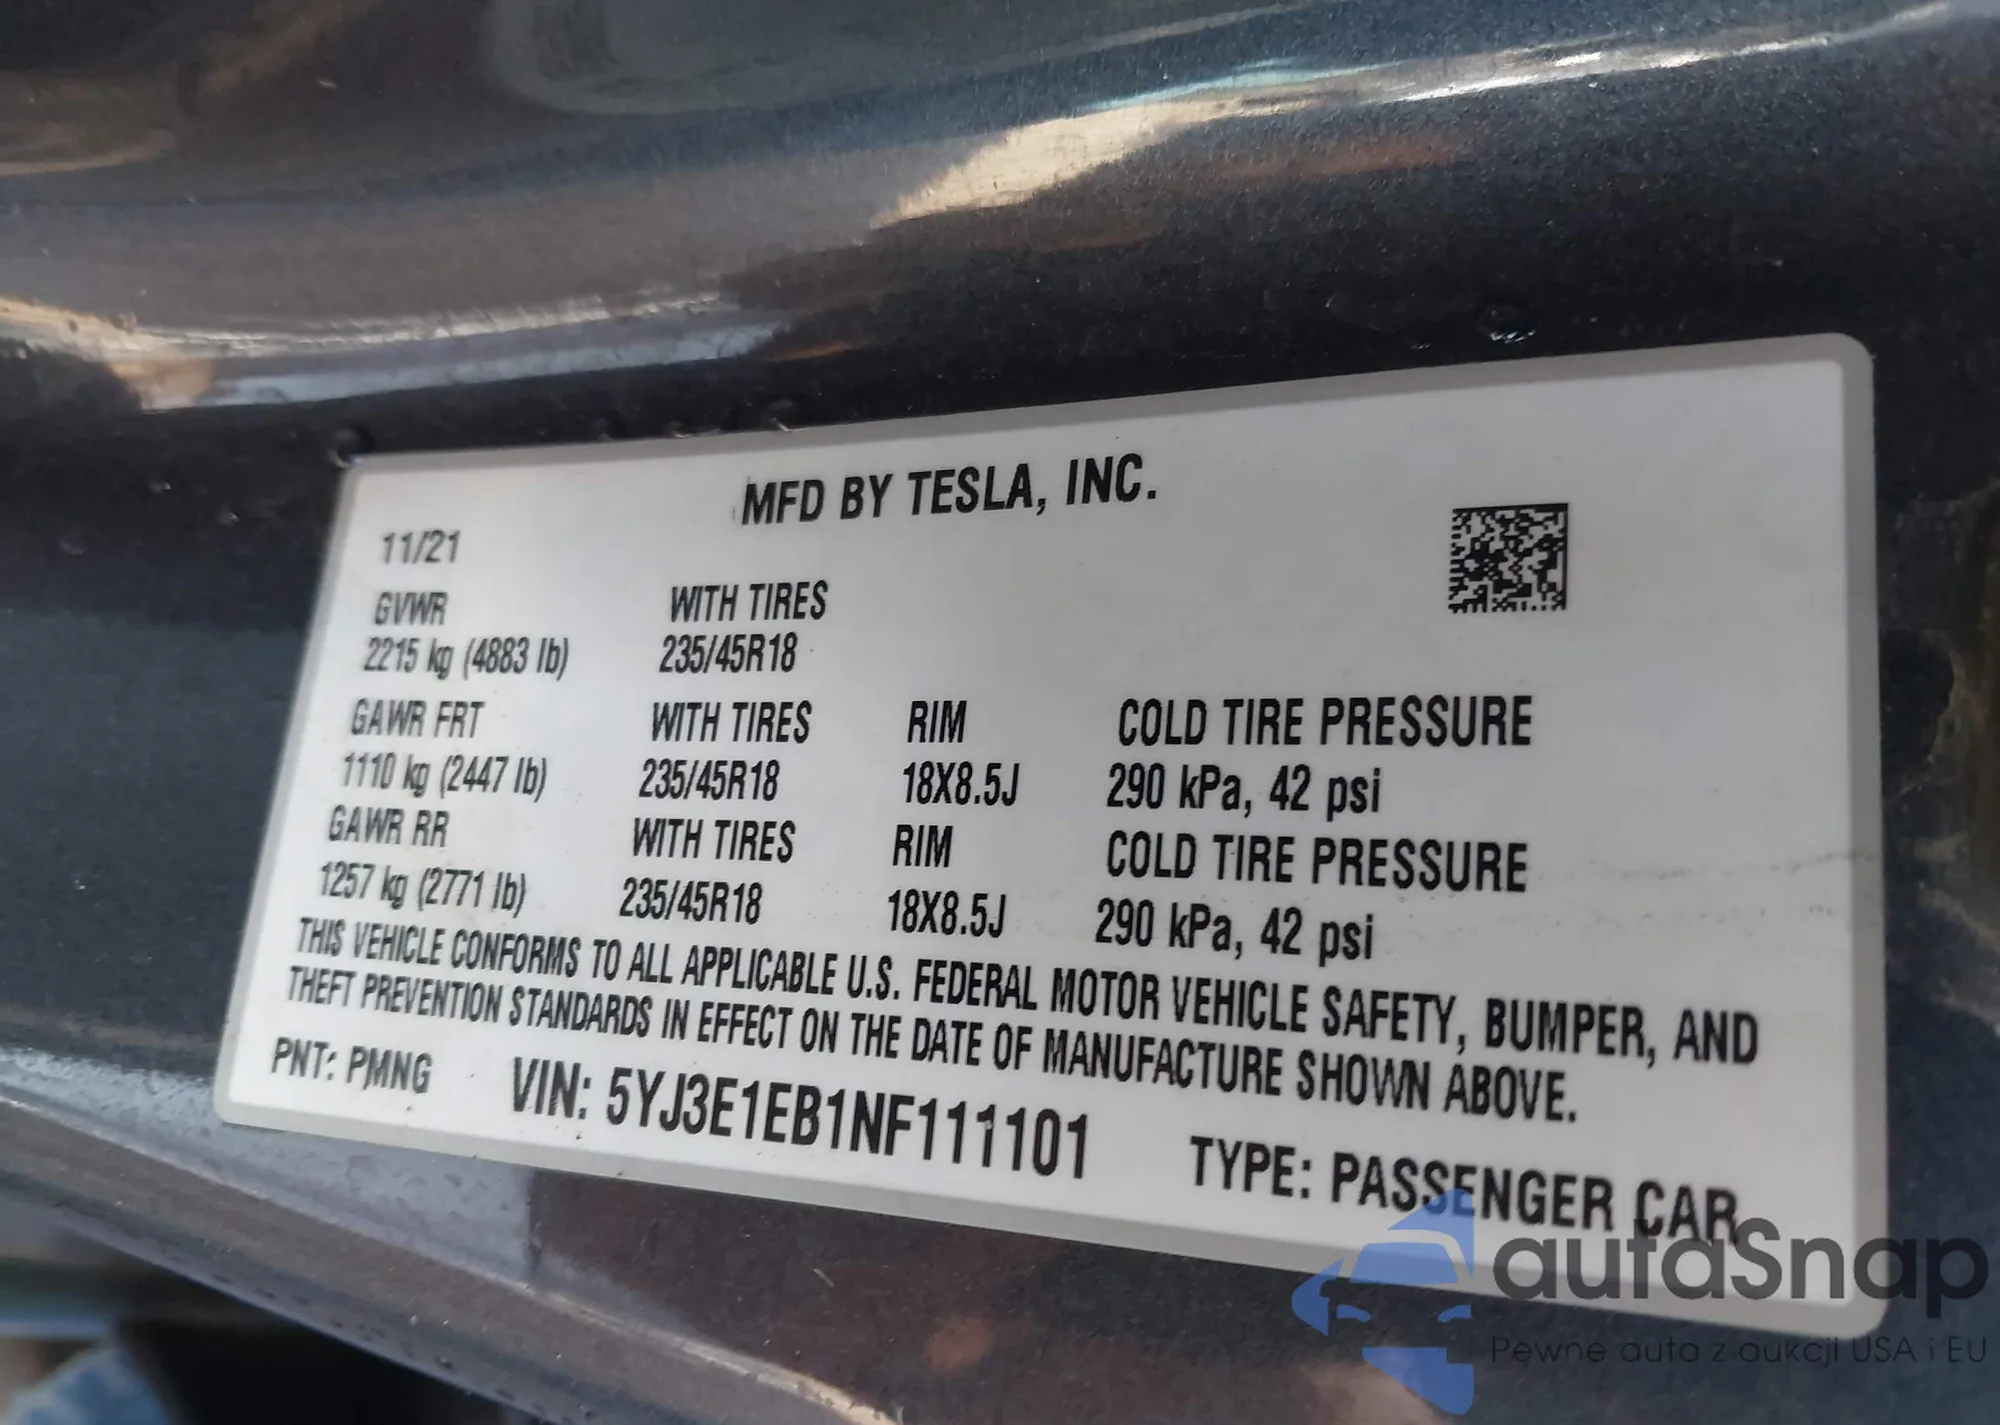 MFD BY TESLA, INC.
11/21
GVWR WITH TIRES
2215 kg (4883 lb) 235/45R18
GAWR FRT WITH TIRES RIM COLD TIRE PRESSURE
1110 kg (2447 lb) 235/45R18 18X8.5J 290 kPa, 42 psi
GAWR RR WITH TIRES RIM COLD TIRE PRESSURE
1257 kg (2771 lb) 235/45R18 18X8.5J 290 kPa, 42 psi
THIS VEHICLE CONFORMS TO ALL APPLICABLE U.S. FEDERAL MOTOR VEHICLE SAFETY, BUMPER, AND
THEFT PREVENTION STANDARDS IN EFFECT ON THE DATE OF MANUFACTURE SHOWN ABOVE.
PNT: PMNG VIN: 5YJ3E1EB1NF111101 TYPE: PASSENGER CAR
autaSnap
Pewne auta z aukcji USA i EU